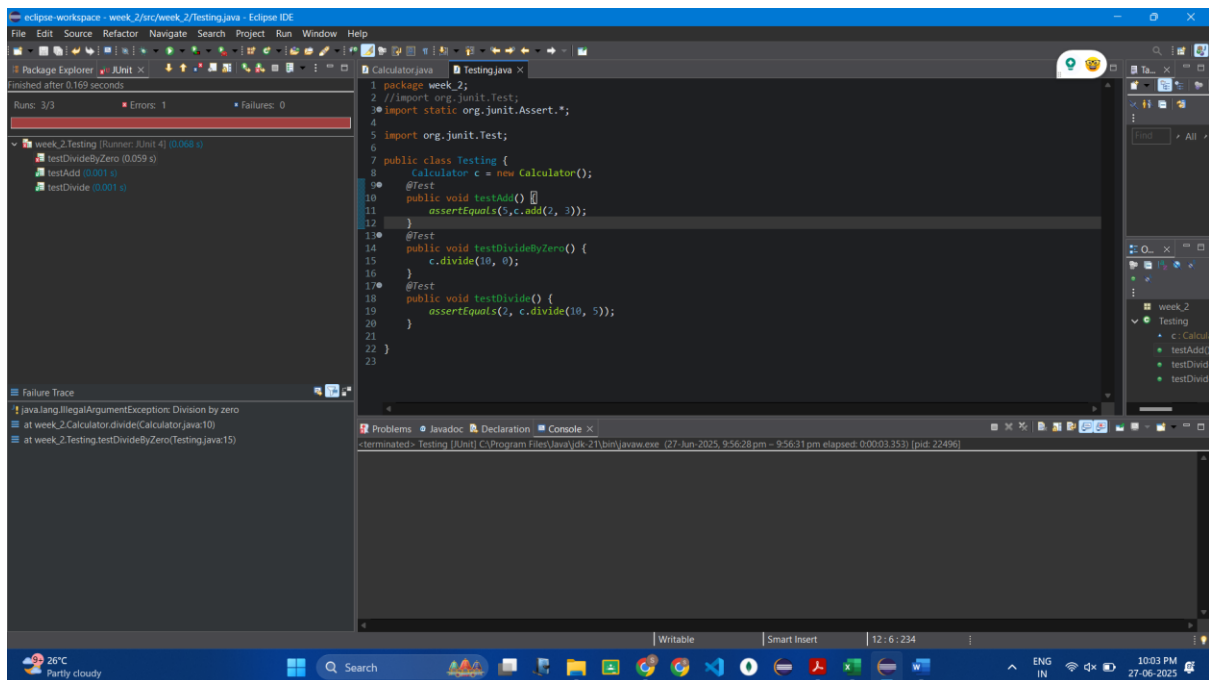 eclipse-workspace - week_2/src/week_2/Testing.java - Eclipse IDE
File Edit Source Refactor Navigate Search Project Run Window Help
Package Explorer JUnit
Finished after 0.169 seconds
Runs: 3/3 Errors: 1 Failures: 0
week_2.Testing [Runner: JUnit 4] (0.068 s)
testDivideByZero (0.059 s)
testAdd (0.001 s)
testDivide (0.001 s)
Failure Trace
java.lang.IllegalArgumentException: Division by zero
at week_2.Calculator.divide(Calculator.java:10)
at week_2.Testing.testDivideByZero(Testing.java:15)
Calculator.java Testing.java
1 package week_2;
2 //import org.junit.Test;
3 import static org.junit.Assert.*;
4
5 import org.junit.Test;
6
7 public class Testing {
8 Calculator c = new Calculator();
9 @Test
10 public void testAdd() {
11 assertEquals(5,c.add(2, 3));
12 }
13 @Test
14 public void testDivideByZero() {
15 c.divide(10, 0);
16 }
17 @Test
18 public void testDivide() {
19 assertEquals(2, c.divide(10, 5));
20 }
21
22 }
23
Problems Javadoc Declaration Console
<terminated> Testing [JUnit] C:\Program Files\Java\jdk-21\bin\javaw.exe (27-Jun-2025, 9:56:28 pm – 9:56:31 pm elapsed: 0:00:03.353) [pid: 22496]
Ta...
Find All
O...
week_2
Testing
c : Calcul
testAdd()
testDivid
testDivid
Writable Smart Insert 12 : 6 : 234
9+
26°C
Partly cloudy
Search
ENG
IN
10:03 PM
27-06-2025